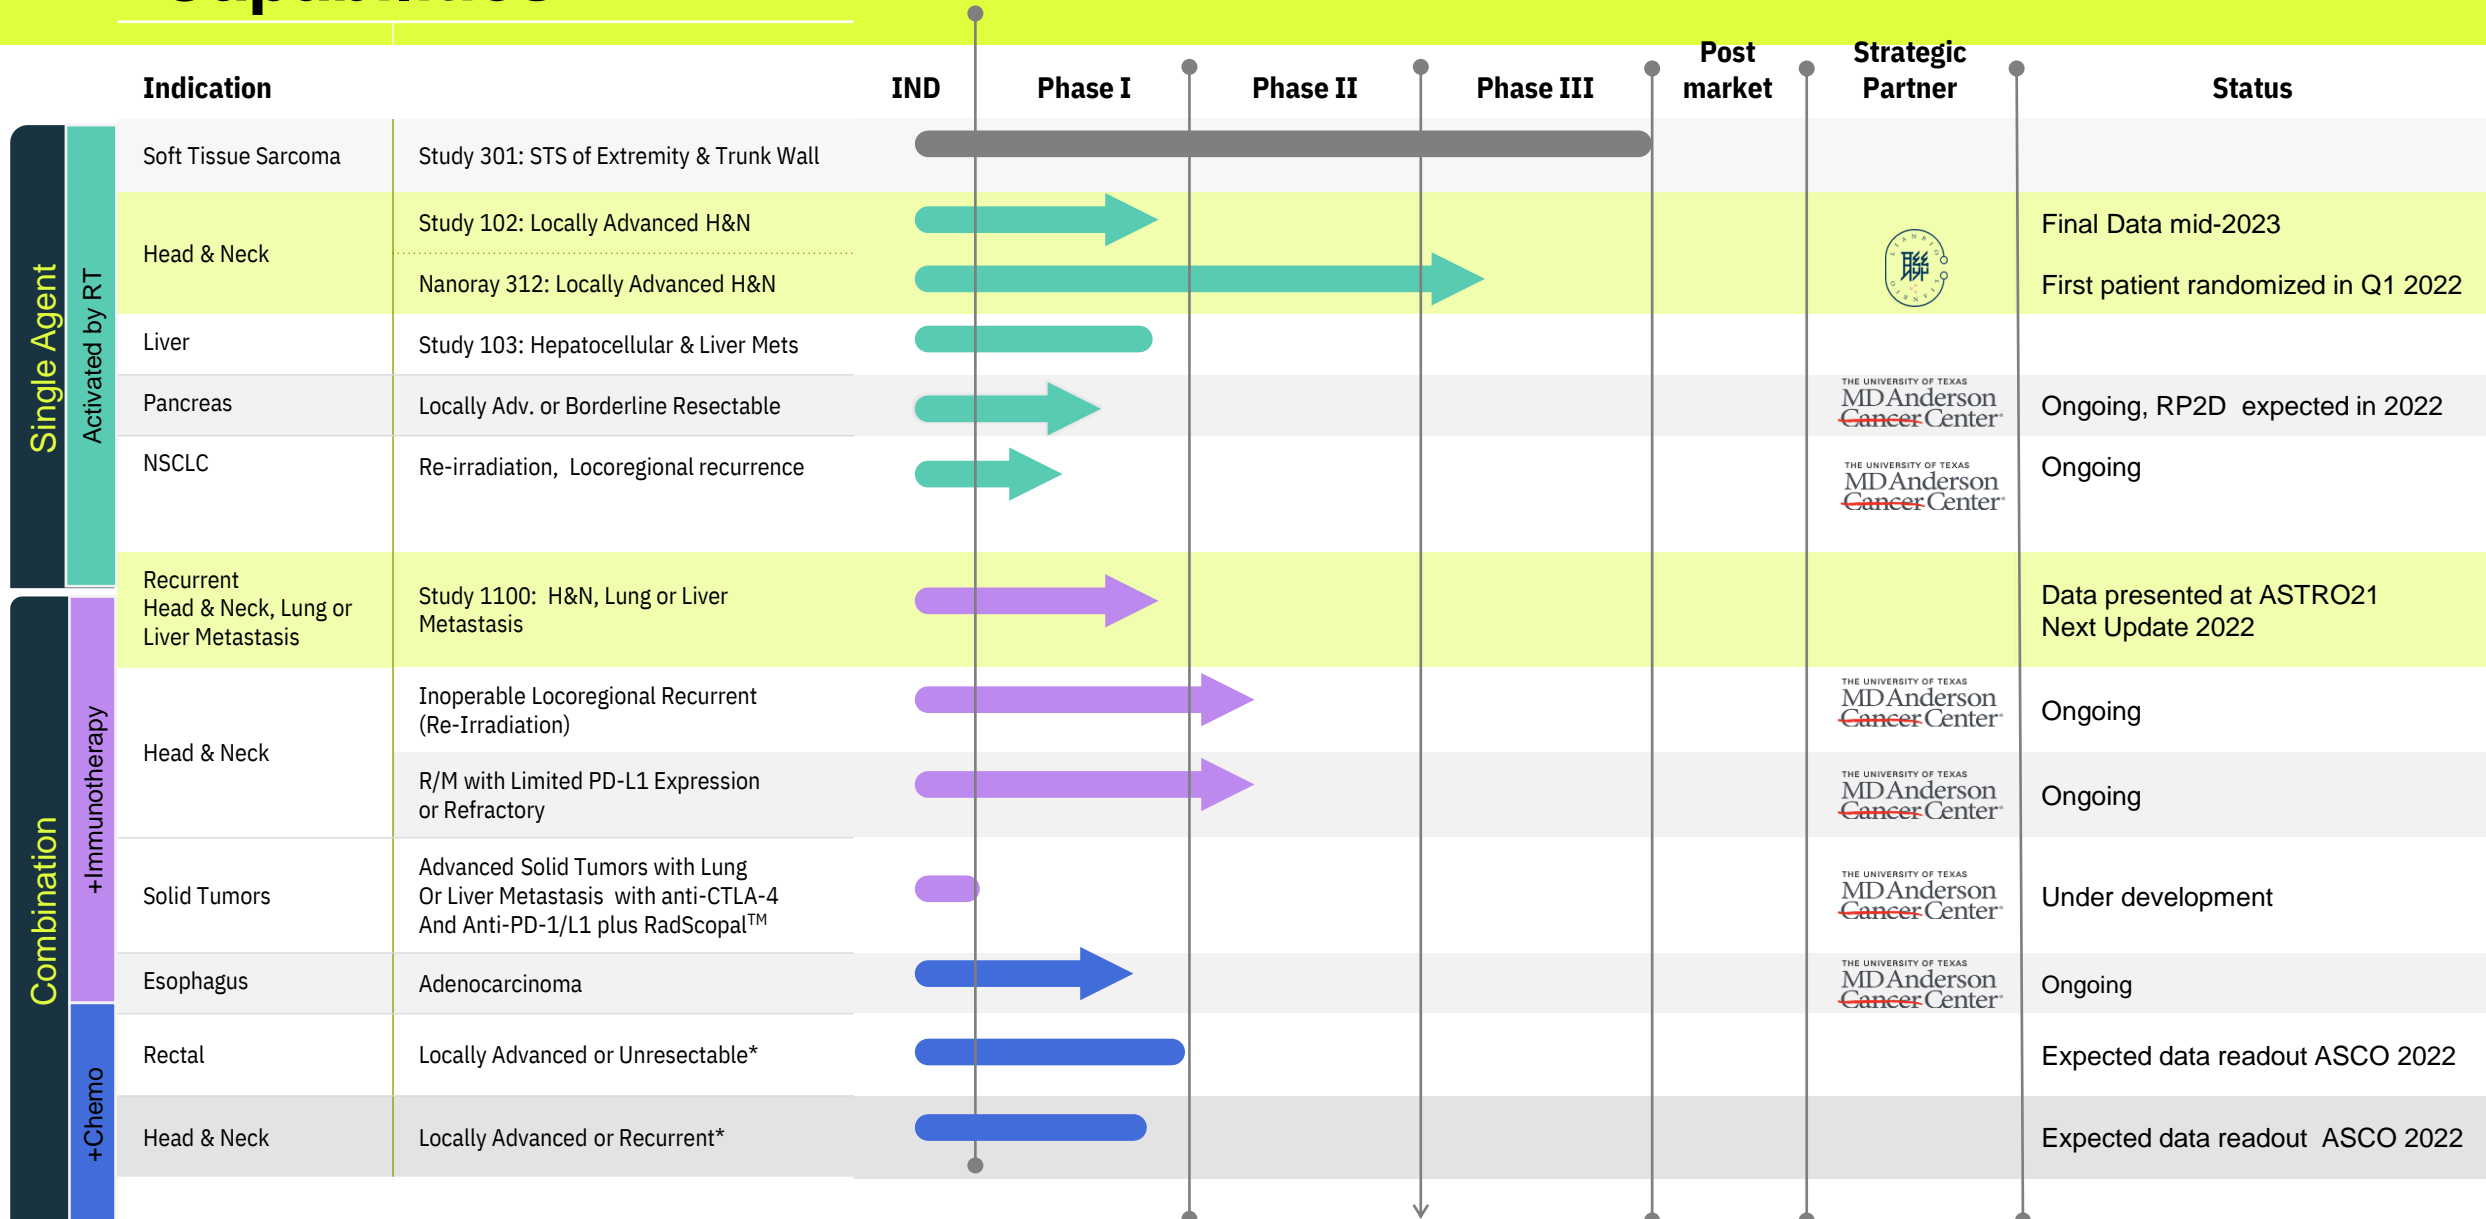 Indication
IND
Phase I
Phase II
Phase III
Post
market
Strategic
Partner
Status
Single Agent
Activated by RT
Soft Tissue Sarcoma
Study 301: STS of Extremity & Trunk Wall
Head & Neck
Study 102: Locally Advanced H&N
Final Data mid-2023
Nanoray 312: Locally Advanced H&N
聯
LIANBIO
LIANBIO
First patient randomized in Q1 2022
Liver
Study 103: Hepatocellular & Liver Mets
Pancreas
Locally Adv. or Borderline Resectable
THE UNIVERSITY OF TEXAS
MD Anderson
Cancer Center
Ongoing, RP2D  expected in 2022
NSCLC
Re-irradiation,  Locoregional recurrence
THE UNIVERSITY OF TEXAS
MD Anderson
Cancer Center
Ongoing
Combination
+Immunotherapy
Recurrent
Head & Neck, Lung or
Liver Metastasis
Study 1100:  H&N, Lung or Liver
Metastasis
Data presented at ASTRO21
Next Update 2022
Head & Neck
Inoperable Locoregional Recurrent
(Re-Irradiation)
THE UNIVERSITY OF TEXAS
MD Anderson
Cancer Center
Ongoing
R/M with Limited PD-L1 Expression
or Refractory
THE UNIVERSITY OF TEXAS
MD Anderson
Cancer Center
Ongoing
Solid Tumors
Advanced Solid Tumors with Lung
Or Liver Metastasis  with anti-CTLA-4
And Anti-PD-1/L1 plus RadScopal™
THE UNIVERSITY OF TEXAS
MD Anderson
Cancer Center
Under development
Esophagus
Adenocarcinoma
THE UNIVERSITY OF TEXAS
MD Anderson
Cancer Center
Ongoing
+Chemo
Rectal
Locally Advanced or Unresectable*
Expected data readout ASCO 2022
Head & Neck
Locally Advanced or Recurrent*
Expected data readout  ASCO 2022